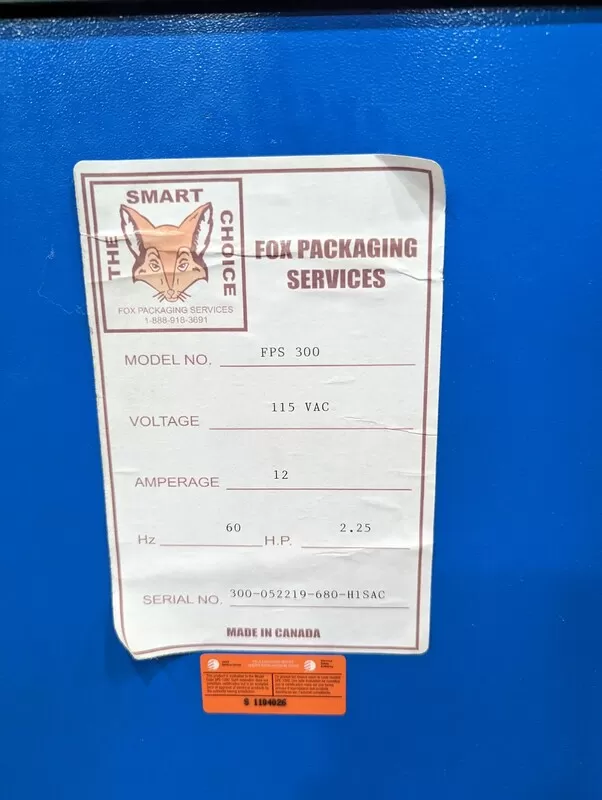 THE SMART CHOICE
FOX PACKAGING SERVICES
1-888-918-3691
FOX PACKAGING
SERVICES
MODEL NO. FPS 300
VOLTAGE 115 VAC
AMPERAGE 12
Hz 60 H.P. 2.25
SERIAL NO. 300-052219-680-H1SAC
MADE IN CANADA
S 1104026